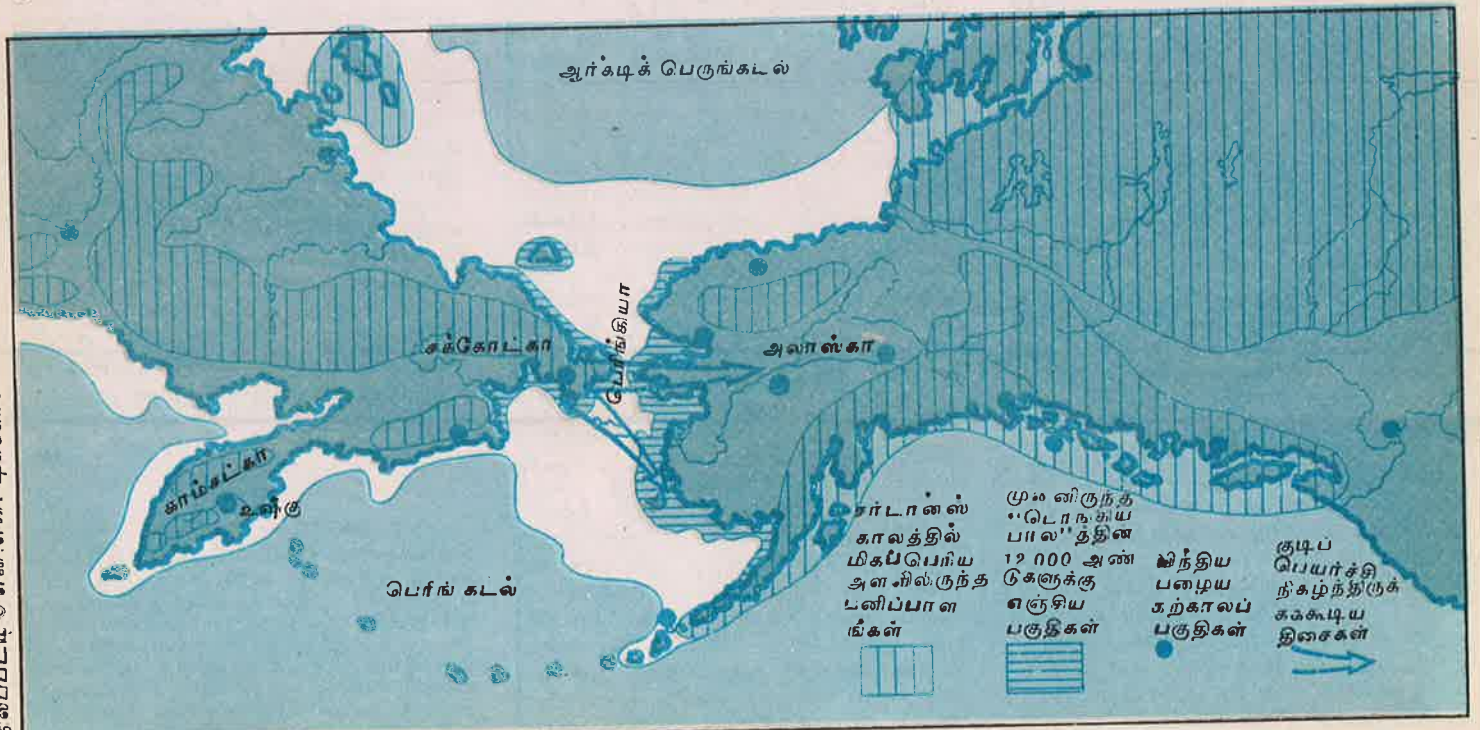 ஆர்க்டிக் பெருங்கடல்
பெரிங்கியா
சுக்கோட்கா
அலாஸ்கா
காம்சட்கா
உஷ்கு
பெரிங் கடல்
சர்டான்ஸ்
காலத்தில்
மிகப்பெரிய
அளவிலிருந்த
பனிப்பாள
ங்கள்
முன்னிருந்த
பாலத்தின்
12 000 ஆண்
டுகளுக்கு
எஞ்சிய
பகுதிகள்
பிந்திய
பழைய
கற்காலப்
பகுதிகள்
குடிப்
பெயர்ச்சி
நிகழ்ந்திருக்
கக்கூடிய
திசைகள்